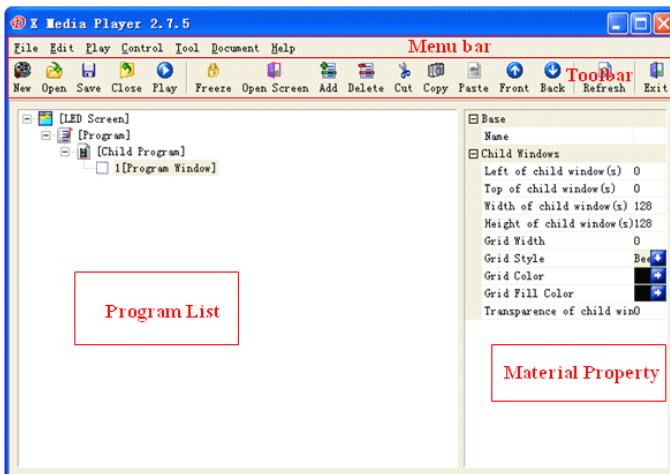 X Media Player 2.7.5
File Edit Play Control Tool Document Help
Menu bar
New Open Save Close Play Freeze Open Screen Add Delete Cut Copy Paste Front Back Refresh Exit
Toolbar
[LED Screen]
[Program]
[Child Program]
1[Program Window]
Program List
Base
Name
Child Windows
Left of child window(s) 0
Top of child window(s) 0
Width of child window(s) 128
Height of child window(s)128
Grid Width 0
Grid Style
Grid Color
Grid Fill Color
Transparence of child win0
Material Property